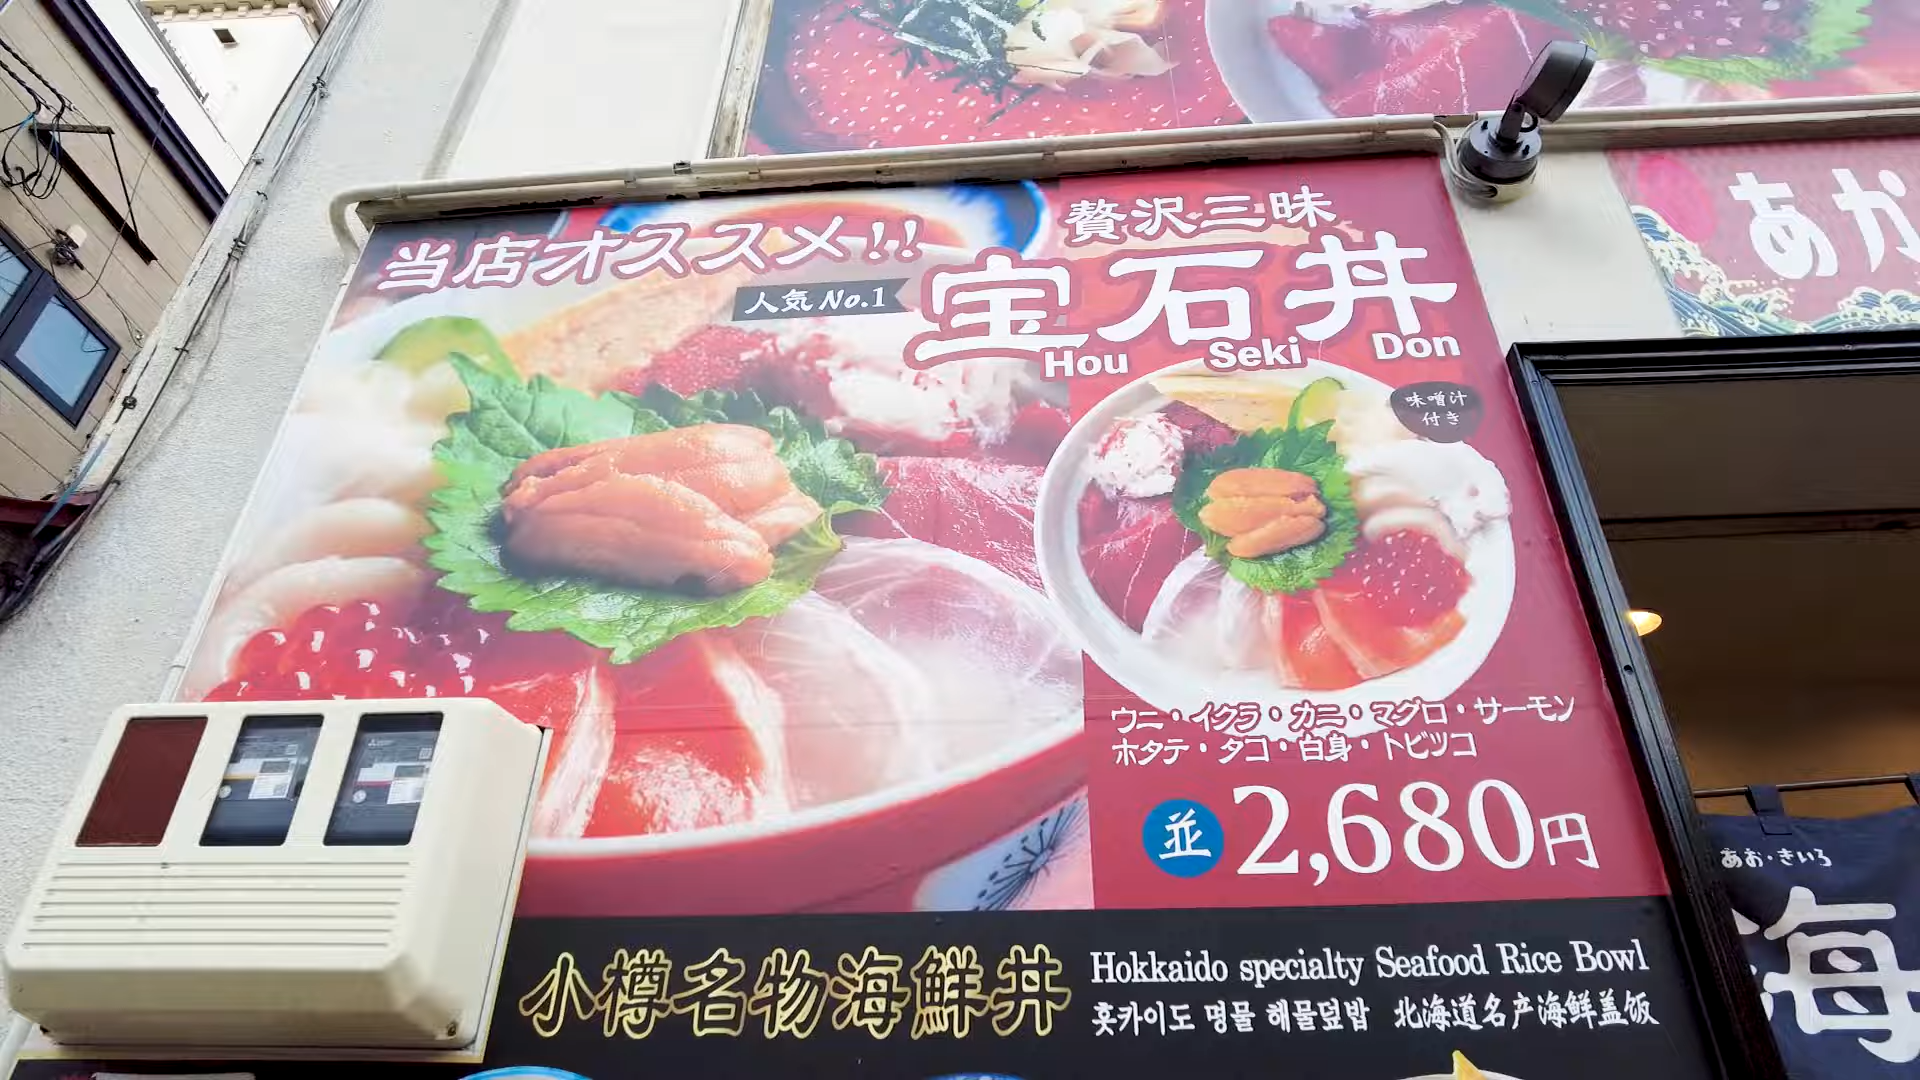 当店オススメ!!
人気No.1
贅沢三昧
宝石丼
Hou Seki Don
味噌汁
付き
ウニ・イクラ・カニ・マグロ・サーモン
ホタテ・タコ・白身・トビッコ
並 2,680円
小樽名物海鮮丼
Hokkaido specialty Seafood Rice Bowl
홋카이도 명물 해물덮밥 北海道名产海鲜盖饭
あか
あお・きいろ
海